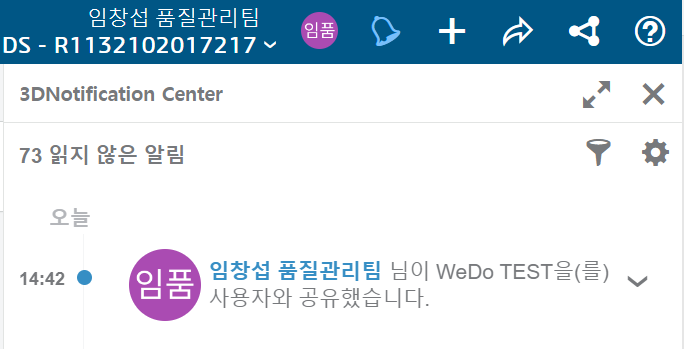 임창섭 품질관리팀
DS - R1132102017217
임품
3DNotification Center
73 읽지 않은 알림
오늘
14:42
임품
임창섭 품질관리팀 님이 WeDo TEST을(를)
사용자와 공유했습니다.